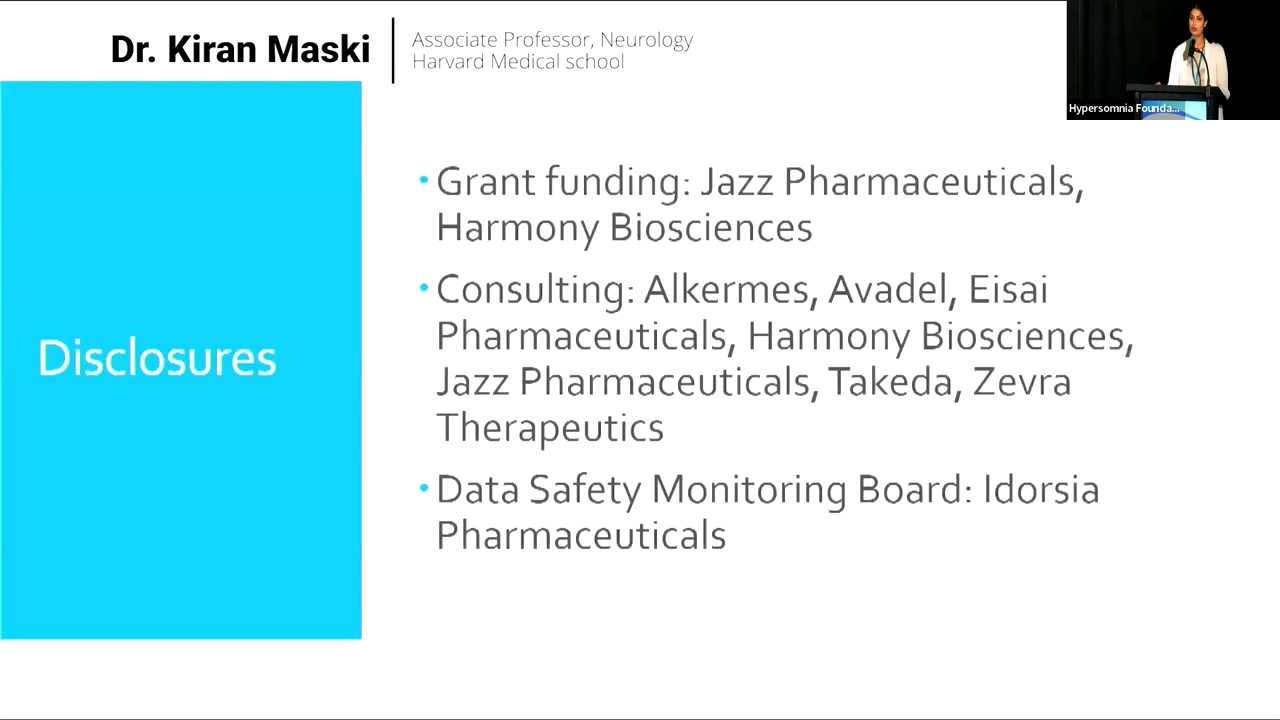 Dr. Kiran Maski
Associate Professor, Neurology
Harvard Medical school
Hypersomnia Founda...
Disclosures
• Grant funding: Jazz Pharmaceuticals,
Harmony Biosciences
• Consulting: Alkermes, Avadel, Eisai
Pharmaceuticals, Harmony Biosciences,
Jazz Pharmaceuticals, Takeda, Zevra
Therapeutics
• Data Safety Monitoring Board: Idorsia
Pharmaceuticals